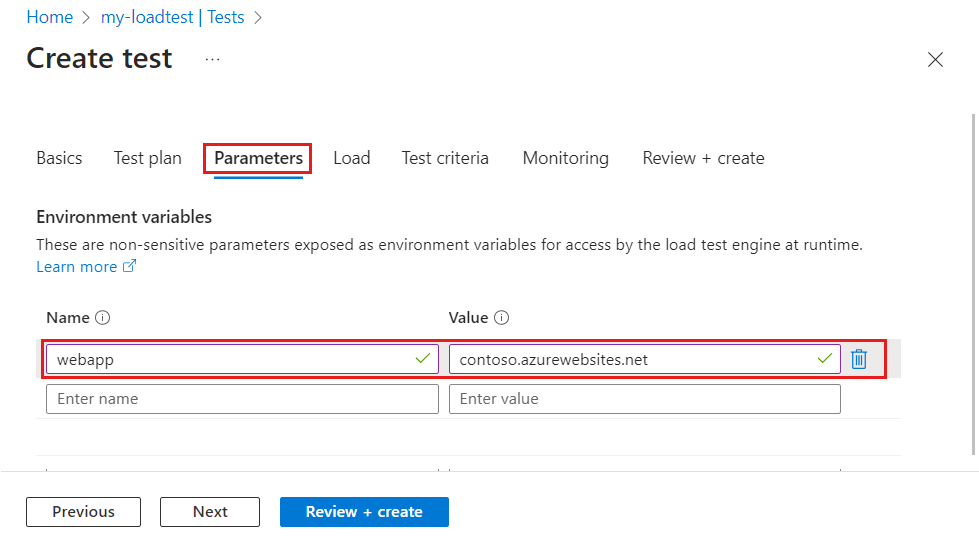 Home > my-loadtest | Tests >
Create test ...
Basics Test plan Parameters Load Test criteria Monitoring Review + create
Environment variables
These are non-sensitive parameters exposed as environment variables for access by the load test engine at runtime.
Learn more
Name Value
webapp contoso.azurewebsites.net
Enter name Enter value
Previous Next Review + create